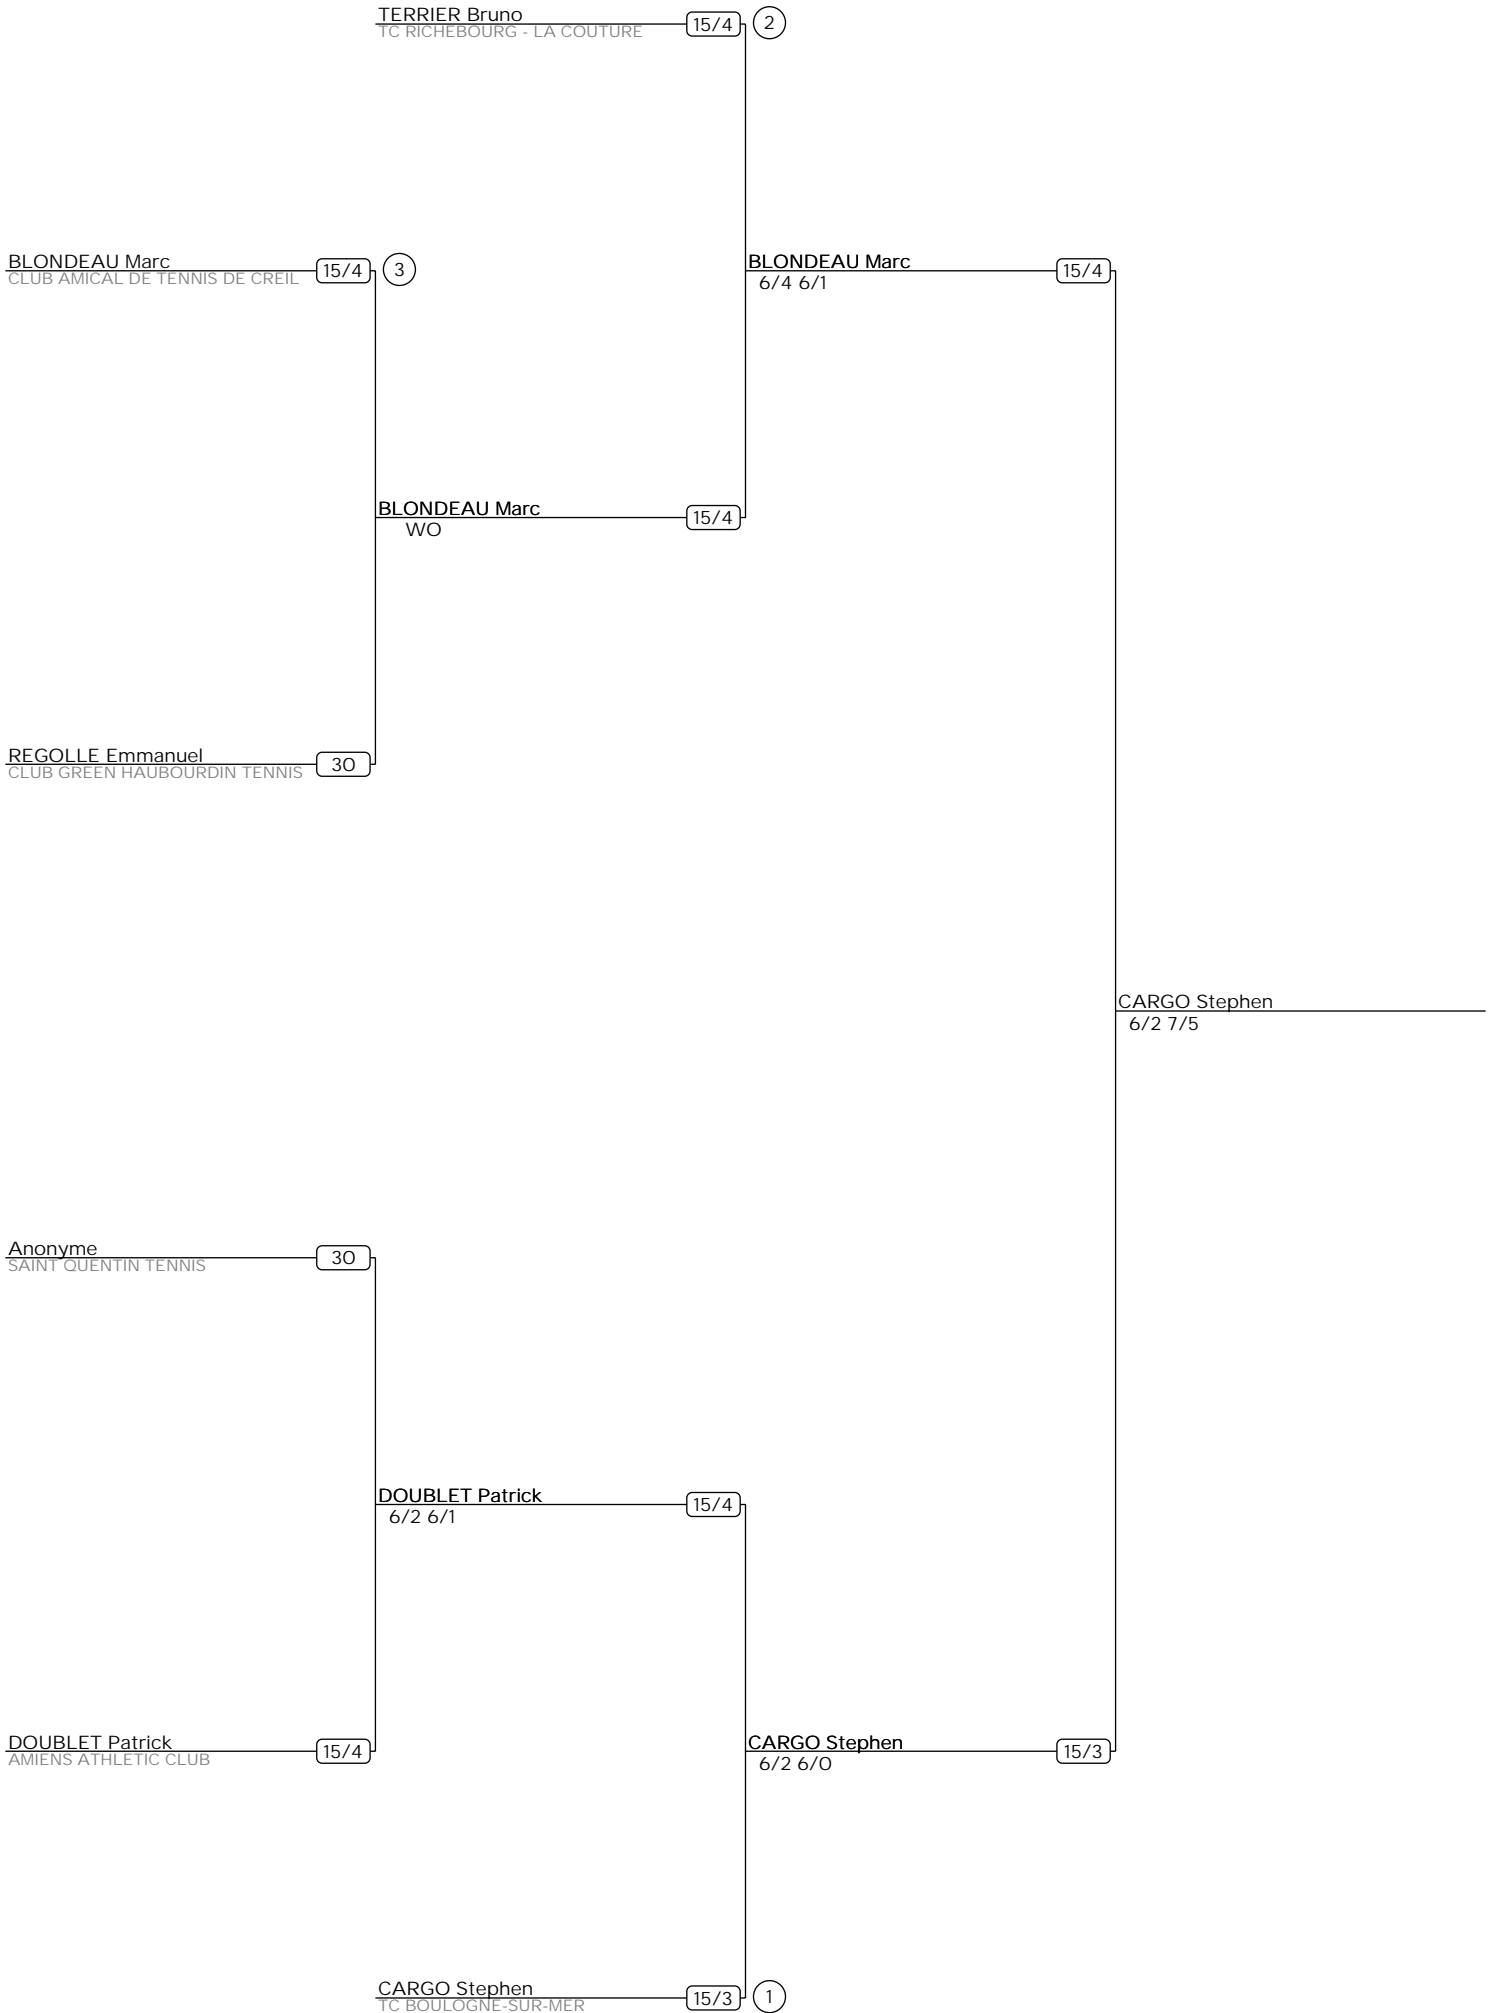 TERRIER Bruno
TC RICHEBOURG - LA COUTURE
15/4
2
BLONDEAU Marc
CLUB AMICAL DE TENNIS DE CREIL
15/4
3
BLONDEAU Marc
6/4 6/1
15/4
BLONDEAU Marc
WO
15/4
REGOLLE Emmanuel
CLUB GREEN HAUBOURDIN TENNIS
30
CARGO Stephen
6/2 7/5
Anonyme
SAINT QUENTIN TENNIS
30
DOUBLET Patrick
6/2 6/1
15/4
DOUBLET Patrick
AMIENS ATHLETIC CLUB
15/4
CARGO Stephen
6/2 6/0
15/3
CARGO Stephen
TC BOULOGNE-SUR-MER
15/3
1